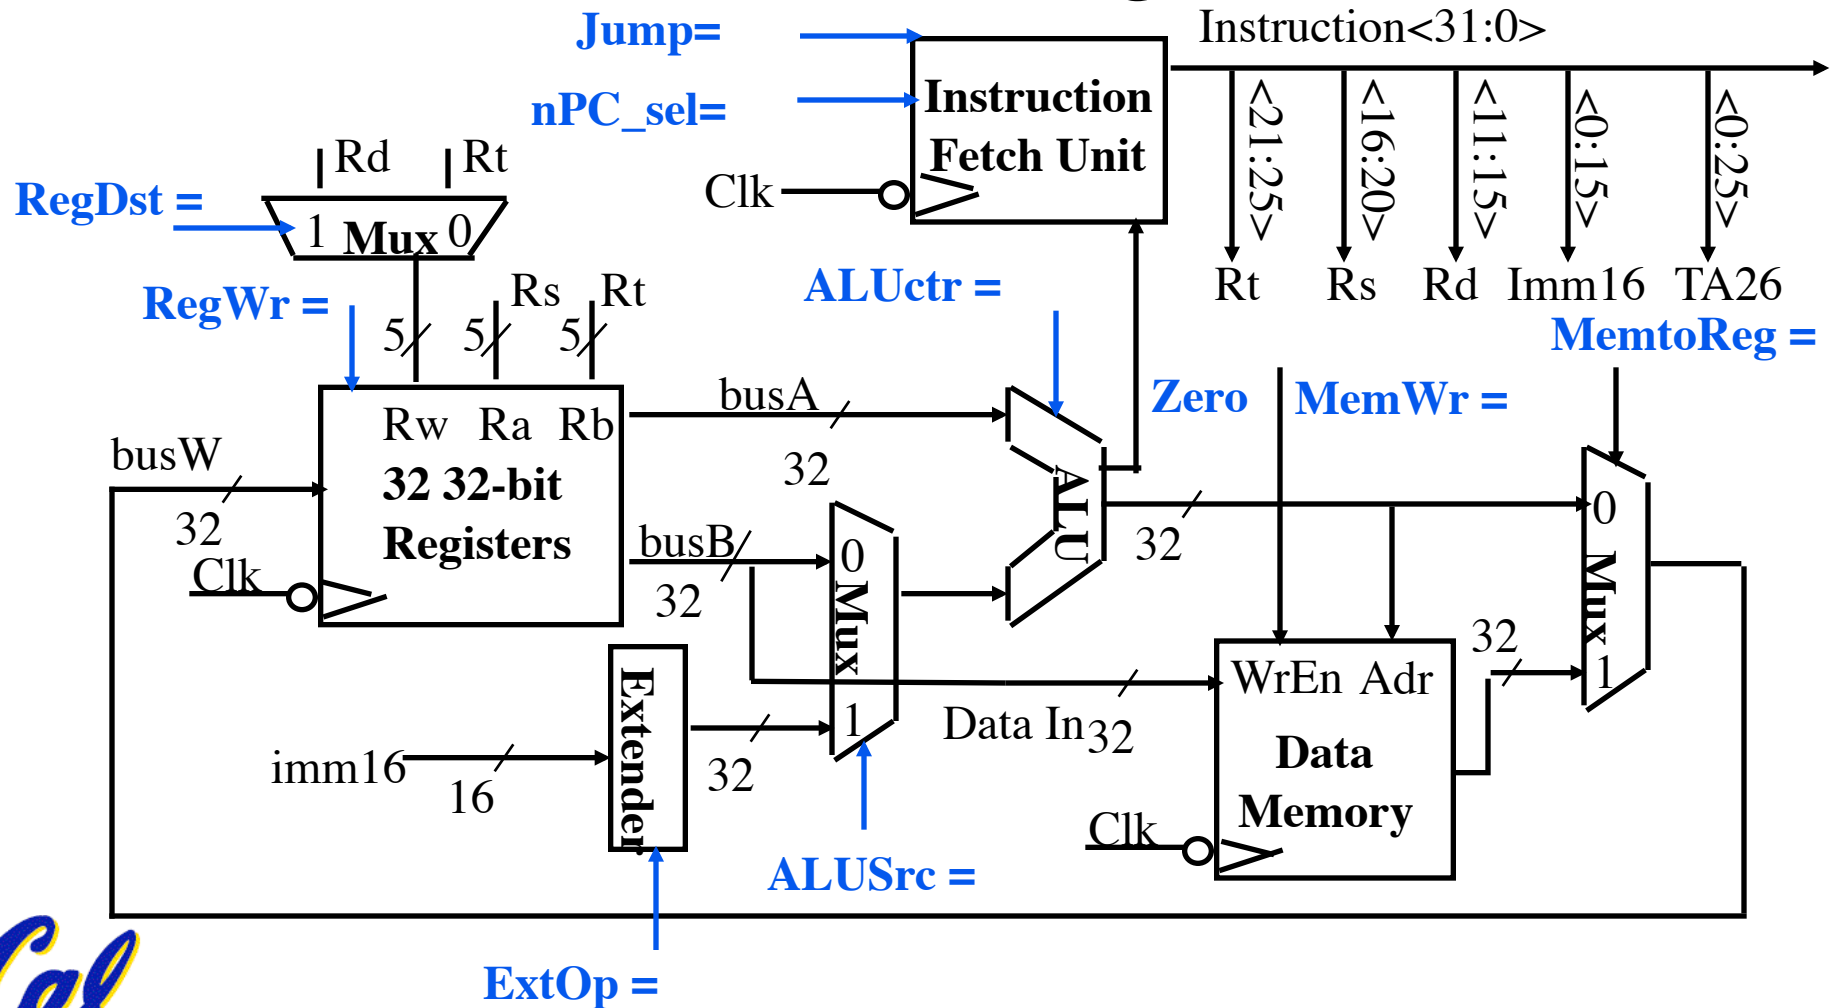 Jump=
Instruction<31:0>
nPC_sel=
Instruction
Fetch Unit
<21:25>
<16:20>
<11:15>
<0:15>
<0:25>
Rd
Rt
Clk
RegDst =
1 Mux 0
ALUctr =
Rt
Rs
Rd
Imm16
TA26
RegWr =
Rs
Rt
5
5
5
MemtoReg =
busA
Zero
MemWr =
Rw Ra Rb
busW
32
32 32-bit
Registers
32
0
busB
0
ALU
32
Clk
32
Mux
Mux
32
Extender
WrEn Adr
1
1
Data In
32
imm16
16
32
Data
Memory
Clk
ALUSrc =
Cal
ExtOp =